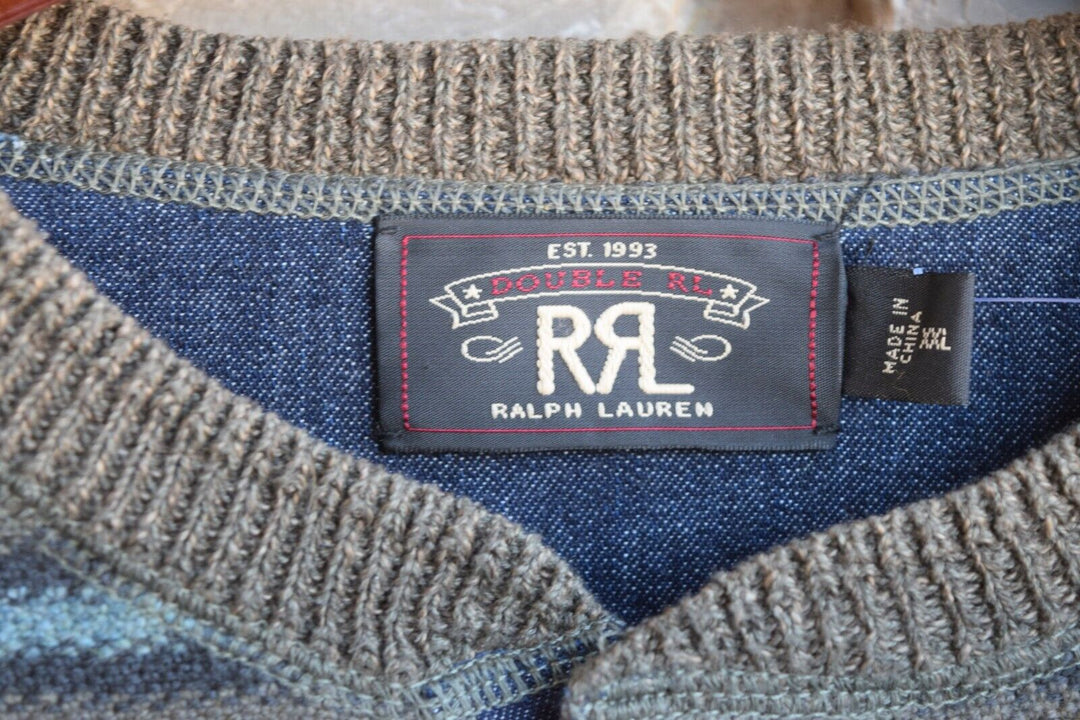 EST. 1993
DOUBLE RL
RRL
RALPH LAUREN
MADE IN
CHINA
XXL